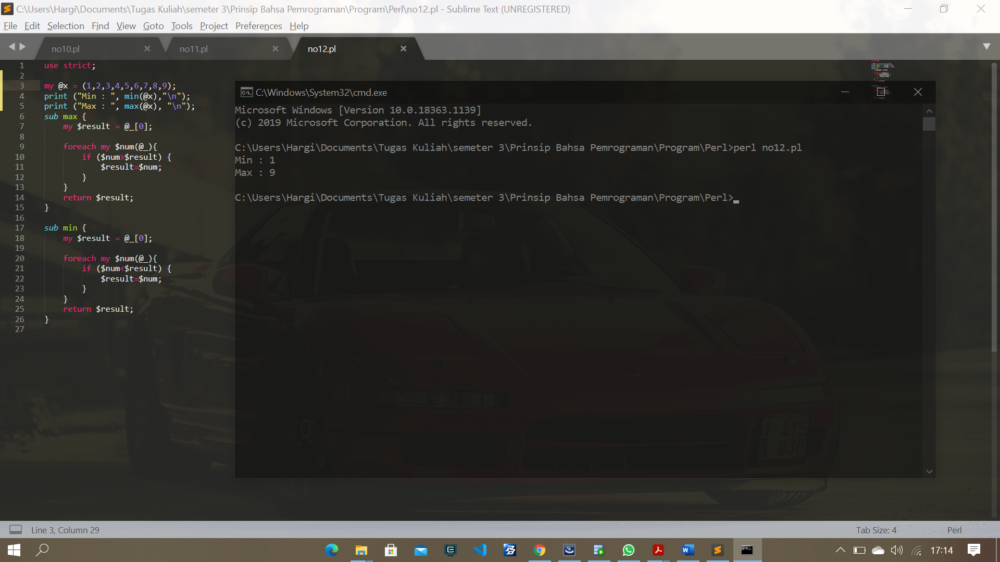 C:\Users\Hargi\Documents\Tugas Kuliah\semeter 3\Prinsip Bahsa Pemrograman\Program\Perl\no12.pl - Sublime Text (UNREGISTERED)
File Edit Selection Find View Goto Tools Project Preferences Help
no10.pl
no11.pl
no12.pl
1 use strict;
2
3 my @x = (1,2,3,4,5,6,7,8,9);
4 print ("Min : ", min(@x),"\n");
5 print ("Max : ", max(@x), "\n");
6 sub max {
7     my $result = @_[0];
8
9     foreach my $num(@_){
10         if ($num>$result) {
11             $result=$num;
12         }
13     }
14     return $result;
15 }
16
17 sub min {
18     my $result = @_[0];
19
20     foreach my $num(@_){
21         if ($num<$result) {
22             $result=$num;
23         }
24     }
25     return $result;
26 }
27
C:\Windows\System32\cmd.exe
Microsoft Windows [Version 10.0.18363.1139]
(c) 2019 Microsoft Corporation. All rights reserved.
C:\Users\Hargi\Documents\Tugas Kuliah\semeter 3\Prinsip Bahsa Pemrograman\Program\Perl>perl no12.pl
Min : 1
Max : 9
C:\Users\Hargi\Documents\Tugas Kuliah\semeter 3\Prinsip Bahsa Pemrograman\Program\Perl>
1-AYS
830
Line 3, Column 29
Tab Size: 4
Perl
17:14